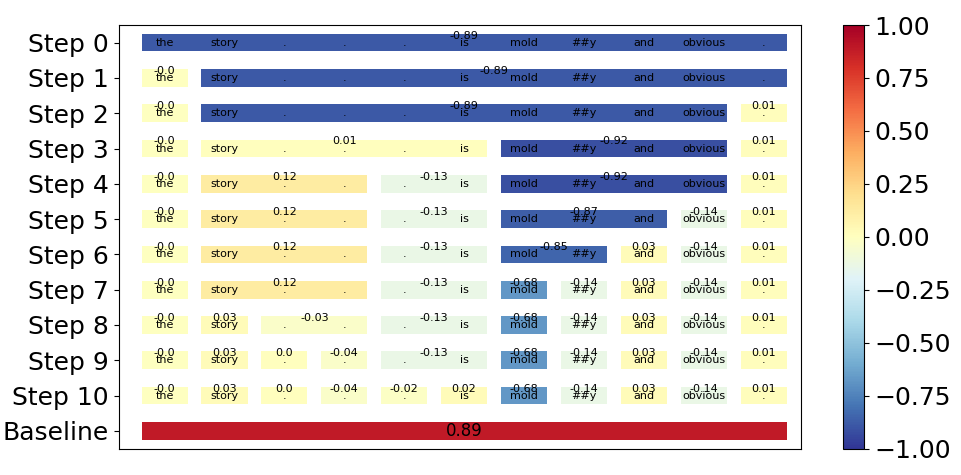 Step 0 the story . . . is mold ##y and obvious . -0.89
Step 1 the -0.0 story . . . is mold ##y and obvious . -0.89
Step 2 the -0.0 story . . . is mold ##y and obvious -0.89 . 0.01
Step 3 the -0.0 story . . . is 0.01 mold ##y and obvious -0.92 . 0.01
Step 4 the -0.0 story . . 0.12 . is -0.13 mold ##y and obvious -0.92 . 0.01
Step 5 the -0.0 story . . 0.12 . is -0.13 mold ##y and -0.87 obvious -0.14 . 0.01
Step 6 the -0.0 story . . 0.12 . is -0.13 mold ##y -0.85 and 0.03 obvious -0.14 . 0.01
Step 7 the -0.0 story . . 0.12 . is -0.13 mold -0.68 ##y -0.14 and 0.03 obvious -0.14 . 0.01
Step 8 the -0.0 story 0.03 . . -0.03 . is -0.13 mold -0.68 ##y -0.14 and 0.03 obvious -0.14 . 0.01
Step 9 the -0.0 story 0.03 . 0.0 . -0.04 . is -0.13 mold -0.68 ##y -0.14 and 0.03 obvious -0.14 . 0.01
Step 10 the -0.0 story 0.03 . 0.0 . -0.04 . -0.02 is 0.02 mold -0.68 ##y -0.14 and 0.03 obvious -0.14 . 0.01
Baseline 0.89
1.00
0.75
0.50
0.25
0.00
−0.25
−0.50
−0.75
−1.00